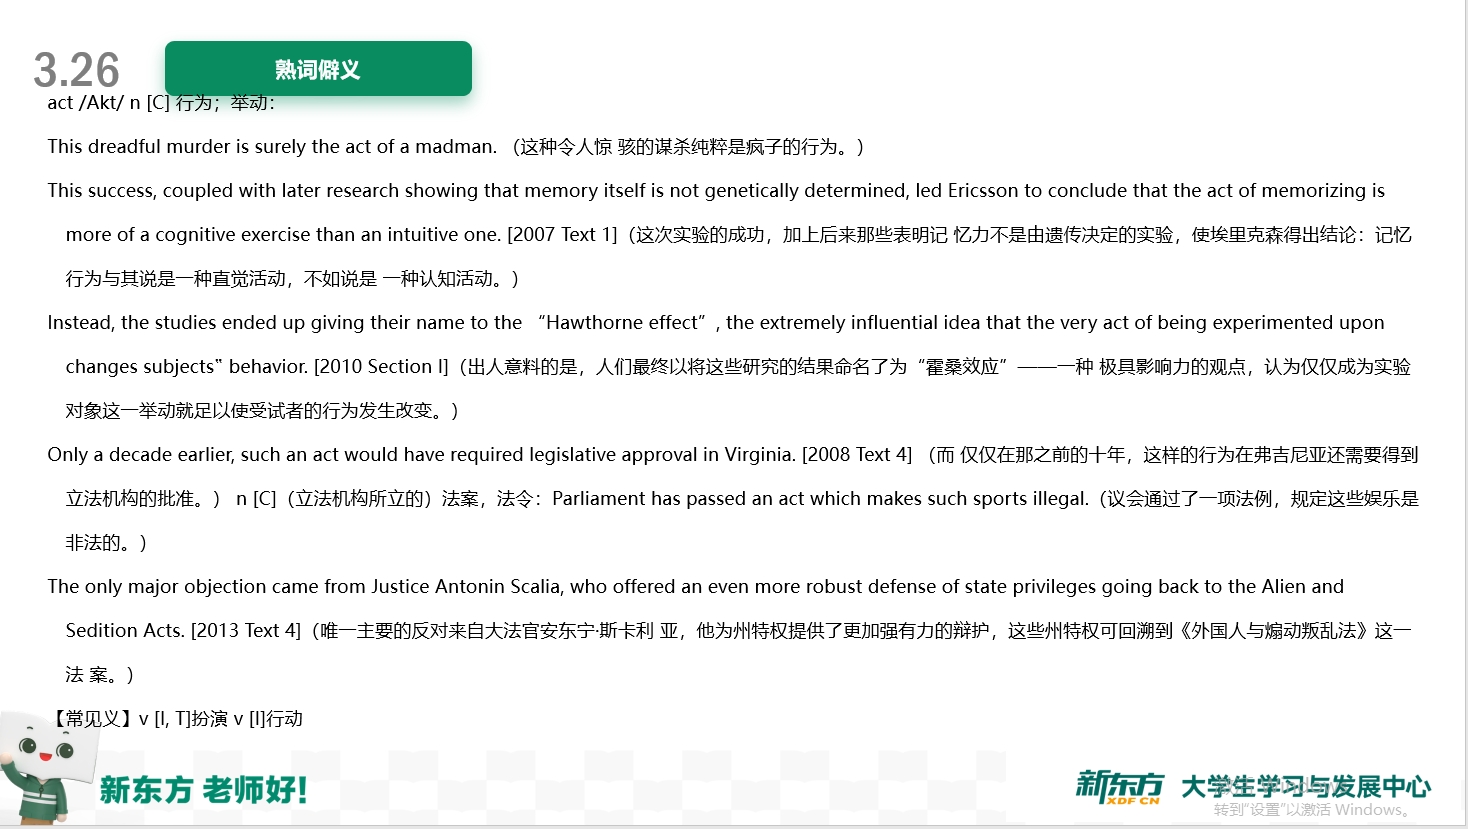 3.26
熟词僻义
act /Akt/ n [C] 行为；举动：
This dreadful murder is surely the act of a madman. （这种令人惊 骇的谋杀纯粹是疯子的行为。）
This success, coupled with later research showing that memory itself is not genetically determined, led Ericsson to conclude that the act of memorizing is
more of a cognitive exercise than an intuitive one. [2007 Text 1]（这次实验的成功，加上后来那些表明记 忆力不是由遗传决定的实验，使埃里克森得出结论：记忆
行为与其说是一种直觉活动，不如说是 一种认知活动。）
Instead, the studies ended up giving their name to the “Hawthorne effect”, the extremely influential idea that the very act of being experimented upon
changes subjects‟ behavior. [2010 Section I]（出人意料的是，人们最终以将这些研究的结果命名了为“霍桑效应”——一种 极具影响力的观点，认为仅仅成为实验
对象这一举动就足以使受试者的行为发生改变。）
Only a decade earlier, such an act would have required legislative approval in Virginia. [2008 Text 4] （而 仅仅在那之前的十年，这样的行为在弗吉尼亚还需要得到
立法机构的批准。） n [C]（立法机构所立的）法案，法令：Parliament has passed an act which makes such sports illegal.（议会通过了一项法例，规定这些娱乐是
非法的。）
The only major objection came from Justice Antonin Scalia, who offered an even more robust defense of state privileges going back to the Alien and
Sedition Acts. [2013 Text 4]（唯一主要的反对来自大法官安东宁·斯卡利 亚，他为州特权提供了更加强有力的辩护，这些州特权可回溯到《外国人与煽动叛乱法》这一
法 案。）
【常见义】v [I, T]扮演 v [I]行动
新东方 老师好!
新东方 XDF.CN 大学生学习与发展中心
激活 Windows
转到“设置”以激活 Windows。